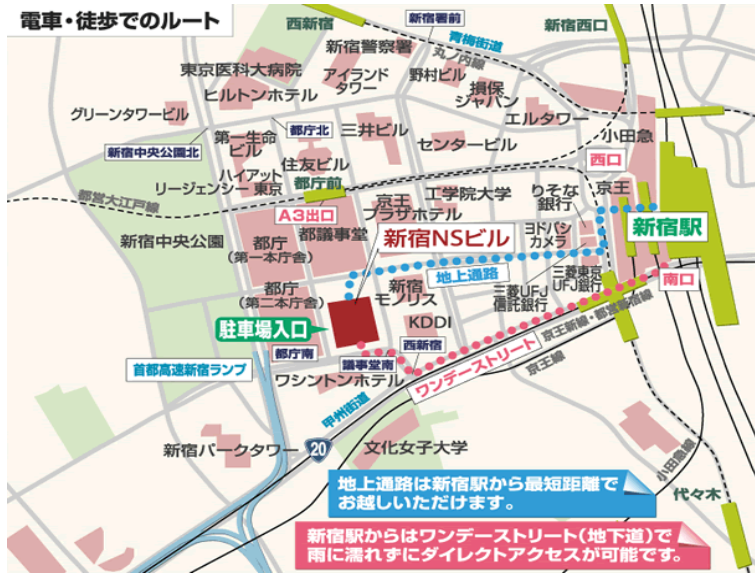 電車・徒歩でのルート
西新宿
新宿署前
青梅街道
新宿西口
新宿警察署
丸ノ内線
東京医科大病院
アイランド
タワー
野村ビル
損保
ジャパン
ヒルトンホテル
グリーンタワービル
エルタワー
小田急
新宿中央公園北
第一生命
ビル
都庁北
三井ビル
センタービル
住友ビル
西口
ハイアット
リージェンシー 東京
都庁前
都営大江戸線
A3出口
京王
プラザホテル
工学院大学
りそな
銀行
京王
新宿駅
新宿中央公園
都庁
(第一本庁舎)
都議事堂
新宿NSビル
ヨドバシ
カメラ
地上通路
三菱東京
UFJ銀行
三菱UFJ
信託銀行
南口
都庁
(第二本庁舎)
新宿
モノリス
KDDI
駐車場入口
京王新線・都営新宿線
都庁南
議事堂南
西新宿
首都高速新宿ランプ
ワシントンホテル
ワンデーストリート
京王線
甲州街道
20
新宿パークタワー
文化女子大学
小田急線
代々木
地上通路は新宿駅から最短距離で
お越しいただけます。
新宿駅からはワンデーストリート(地下道)で
雨に濡れずにダイレクトアクセスが可能です。